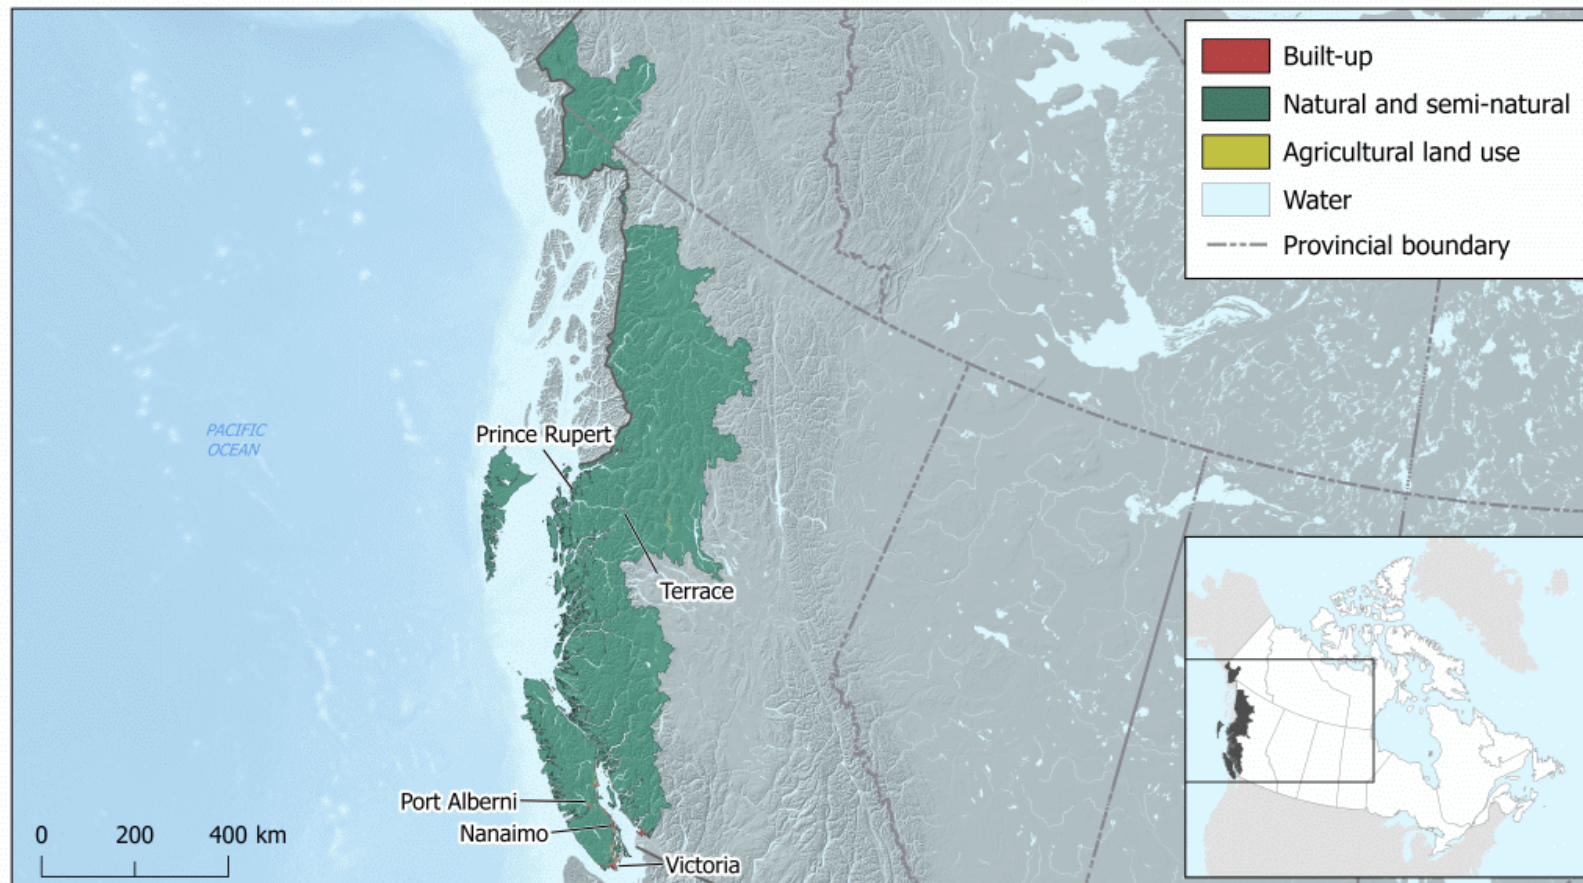 Built-up
Natural and semi-natural
Agricultural land use
Water
Provincial boundary
PACIFIC
OCEAN
Prince Rupert
Terrace
Port Alberni
Nanaimo
Victoria
0 200 400 km